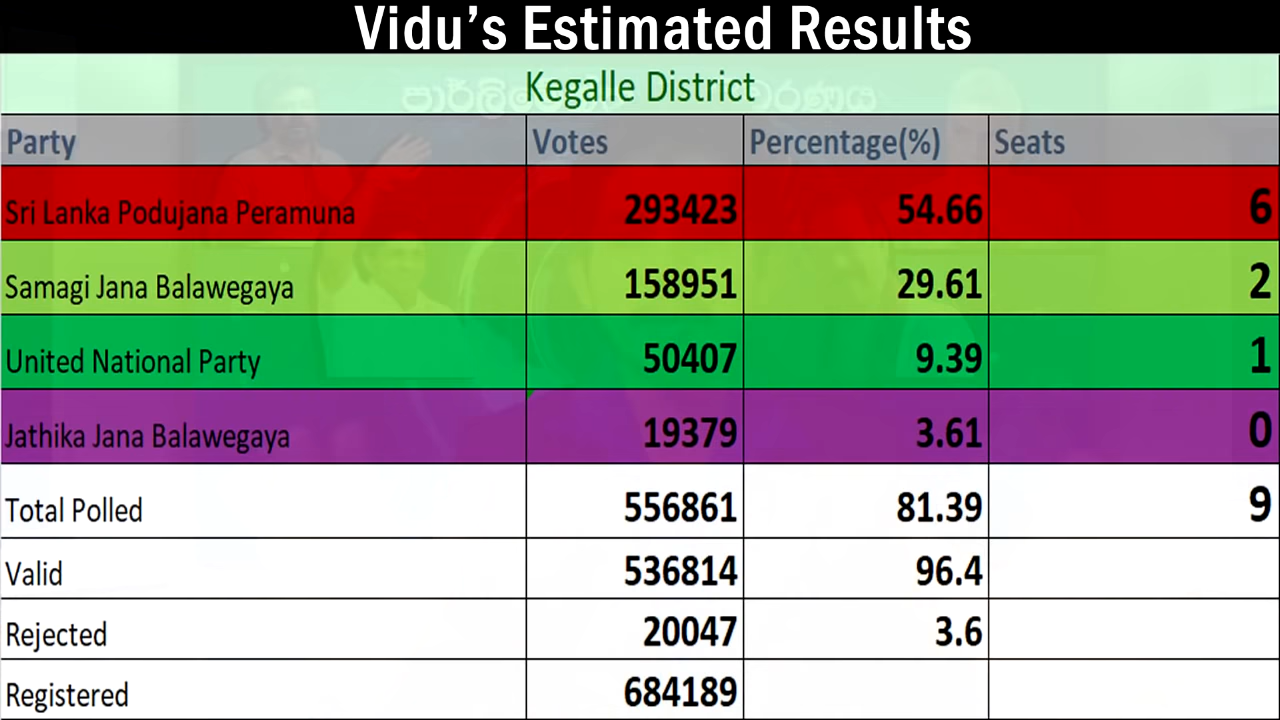 Vidu's Estimated Results
Kegalle District
Party Votes Percentage(%) Seats
Sri Lanka Podujana Peramuna 293423 54.66 6
Samagi Jana Balawegaya 158951 29.61 2
United National Party 50407 9.39 1
Jathika Jana Balawegaya 19379 3.61 0
Total Polled 556861 81.39 9
Valid 536814 96.4
Rejected 20047 3.6
Registered 684189